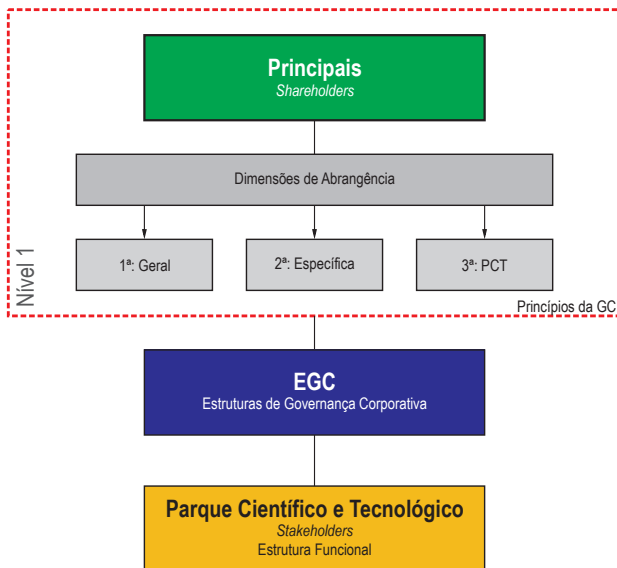 Principais
Shareholders
Dimensões de Abrangência
1ª: Geral
2ª: Específica
3ª: PCT
Nível 1
Princípios da GC
EGC
Estruturas de Governança Corporativa
Parque Científico e Tecnológico
Stakeholders
Estrutura Funcional